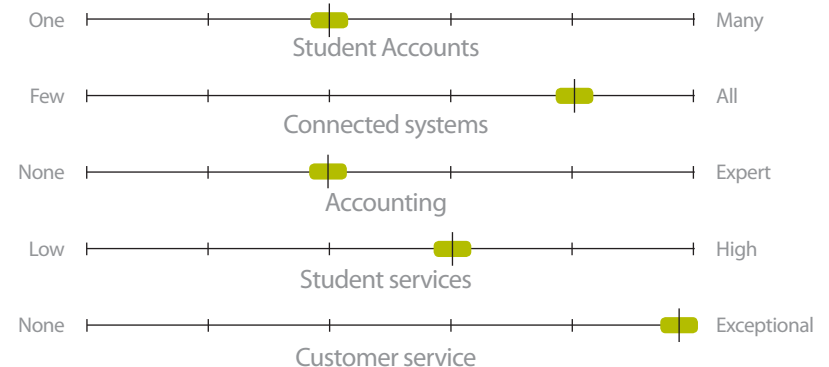 One Many
Student Accounts
Few All
Connected systems
None Expert
Accounting
Low High
Student services
None Exceptional
Customer service